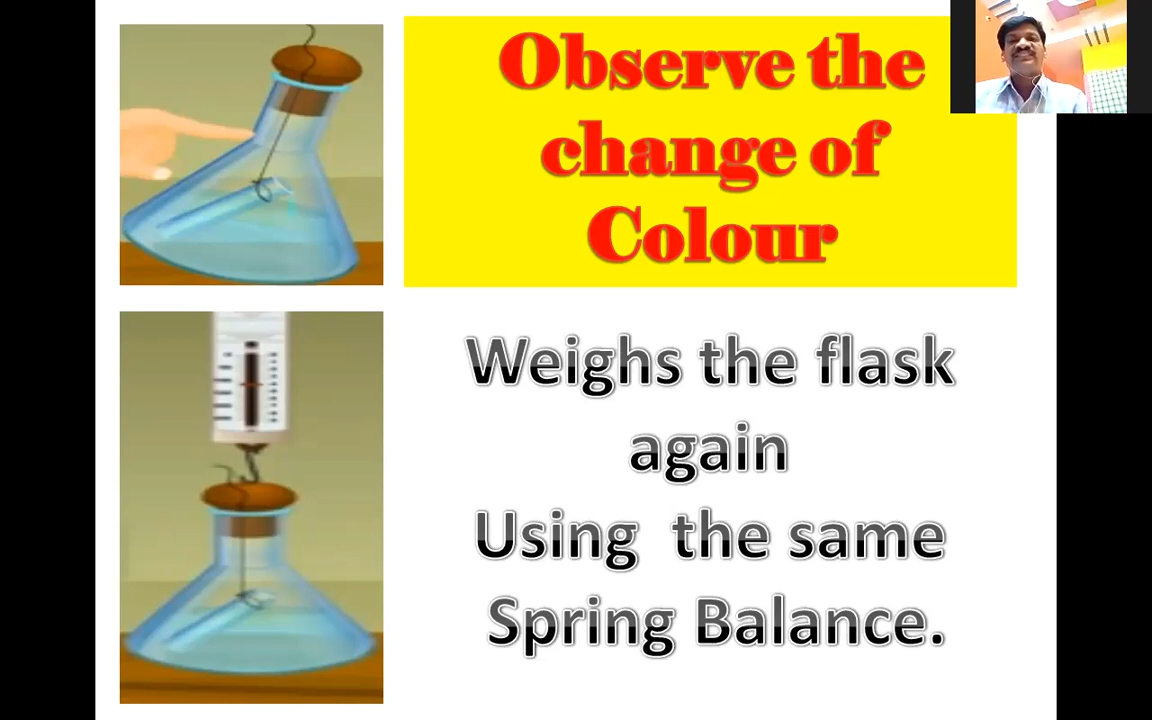 Observe the
change of
Colour
Weighs the flask
again
Using the same
Spring Balance.